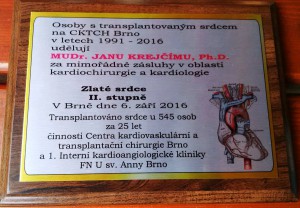 Osoby s transplantovaným srdcem
na CKTCH Brno
v letech 1991 - 2016
udělují
MUDr. JANU KREJČÍMU, Ph.D.
za mimořádné zásluhy v oblasti
kardiochirurgie a kardiologie
Zlaté srdce
II. stupně
V Brně dne 6. září 2016
Transplantováno srdce u 545 osob
za 25 let
činnosti Centra kardiovaskulární a
transplantační chirurgie Brno
a 1. Interní kardioangiologické kliniky
FN U sv. Anny Brno